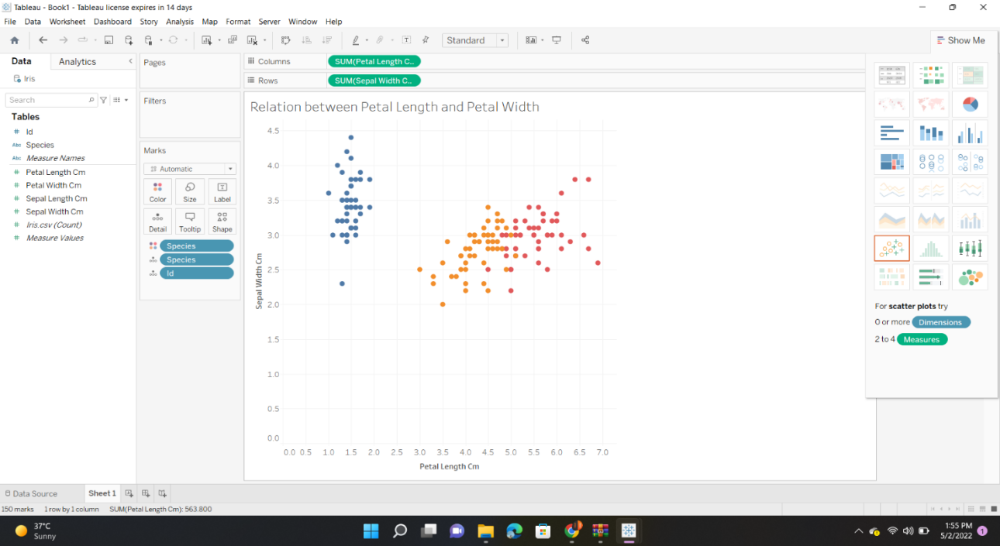 Tableau - Book1 - Tableau license expires in 14 days
File Data Worksheet Dashboard Story Analysis Map Format Server Window Help
Standard
Show Me
Data Analytics
Iris
Search
Tables
# Id
Abc Species
Abc Measure Names
# Petal Length Cm
# Petal Width Cm
# Sepal Length Cm
# Sepal Width Cm
# Iris.csv (Count)
# Measure Values
Pages
Filters
Marks
Automatic
Color Size Label
Detail Tooltip Shape
Species
Species
Id
Columns SUM(Petal Length C..
Rows SUM(Sepal Width C..
Relation between Petal Length and Petal Width
4.5
4.0
3.5
3.0
2.5
2.0
1.5
1.0
0.5
0.0
Sepal Width Cm
0.0 0.5 1.0 1.5 2.0 2.5 3.0 3.5 4.0 4.5 5.0 5.5 6.0 6.5 7.0
Petal Length Cm
For scatter plots try
0 or more Dimensions
2 to 4 Measures
Data Source Sheet 1
150 marks 1 row by 1 column SUM(Petal Length Cm): 563.800
37°C
Sunny
1:55 PM
5/2/2022
1